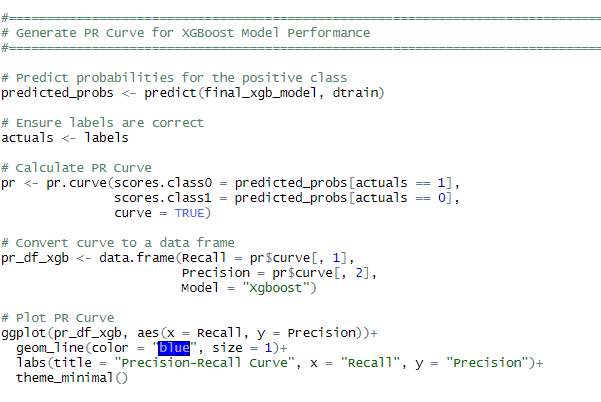 #===============================================================================
# Generate PR Curve for XGBoost Model Performance
#===============================================================================
# Predict probabilities for the positive class
predicted_probs <- predict(final_xgb_model, dtrain)
# Ensure labels are correct
actuals <- labels
# Calculate PR Curve
pr <- pr.curve(scores.class0 = predicted_probs[actuals == 1],
               scores.class1 = predicted_probs[actuals == 0],
               curve = TRUE)
# Convert curve to a data frame
pr_df_xgb <- data.frame(Recall = pr$curve[, 1],
                        Precision = pr$curve[, 2],
                        Model = "Xgboost")
# Plot PR Curve
ggplot(pr_df_xgb, aes(x = Recall, y = Precision))+
  geom_line(color = "blue", size = 1)+
  labs(title = "Precision-Recall Curve", x = "Recall", y = "Precision")+
  theme_minimal()